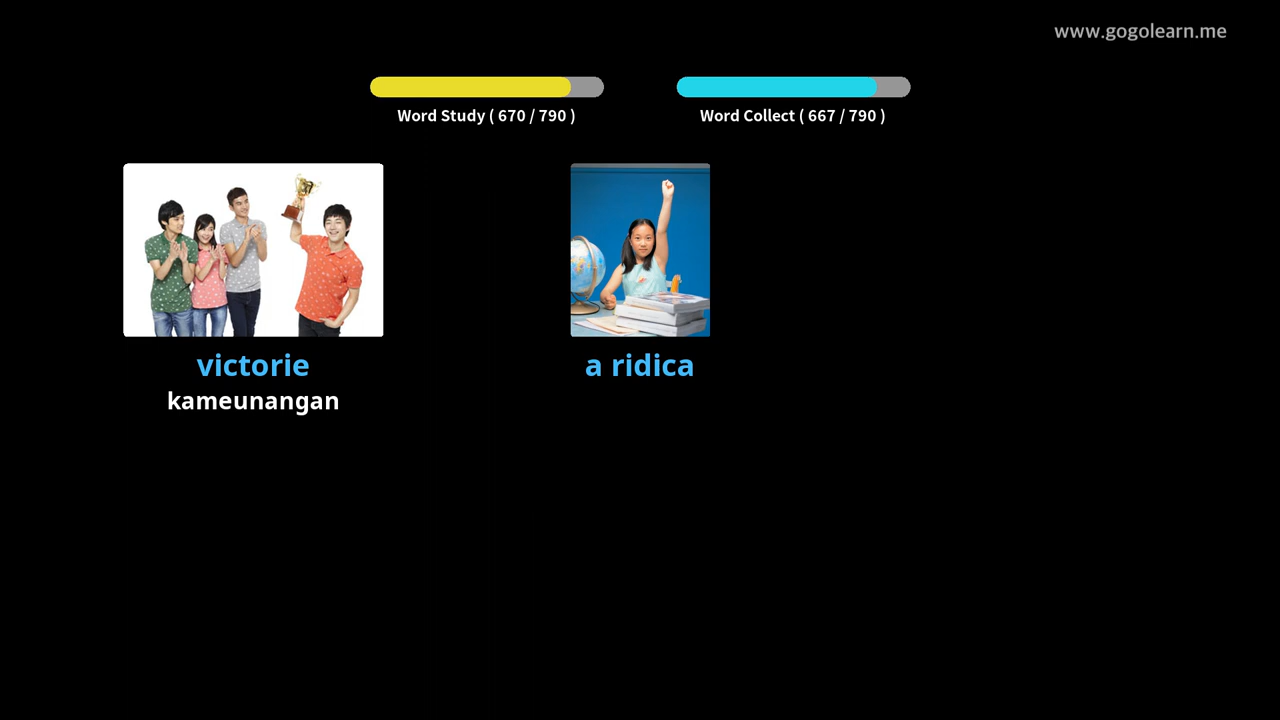 www.gogolearn.me
Word Study ( 670 / 790 )
Word Collect ( 667 / 790 )
victorie
kameunangan
a ridica